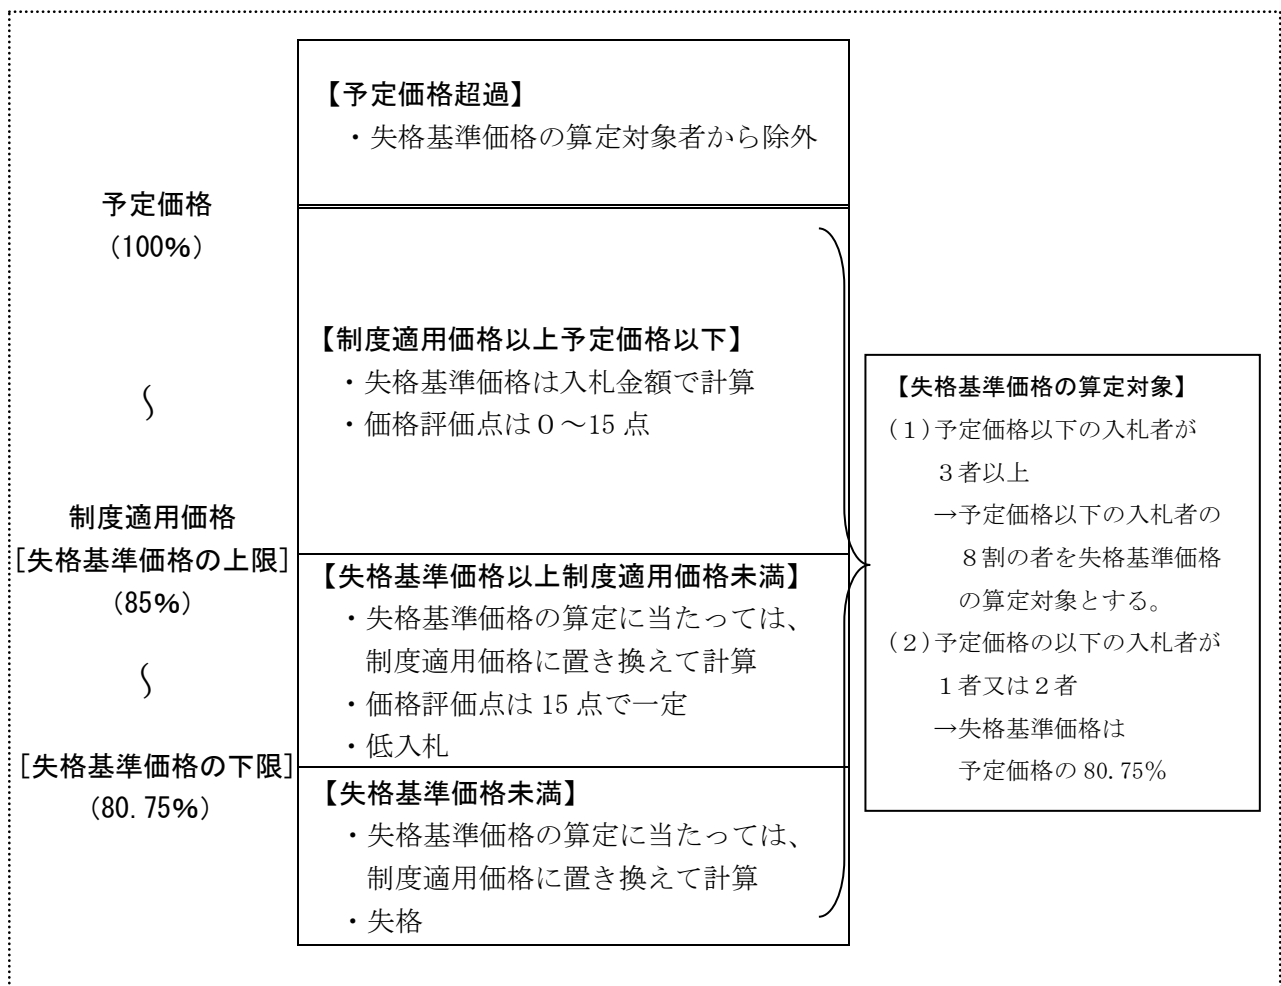 【予定価格超過】
・失格基準価格の算定対象者から除外
予定価格
（100%）
【制度適用価格以上予定価格以下】
・失格基準価格は入札金額で計算
・価格評価点は０～15 点
～
制度適用価格
[失格基準価格の上限]
（85%）
【失格基準価格以上制度適用価格未満】
・失格基準価格の算定に当たっては、
制度適用価格に置き換えて計算
・価格評価点は 15 点で一定
・低入札
～
[失格基準価格の下限]
（80.75%）
【失格基準価格未満】
・失格基準価格の算定に当たっては、
制度適用価格に置き換えて計算
・失格
【失格基準価格の算定対象】
（１）予定価格以下の入札者が
３者以上
→予定価格以下の入札者の
８割の者を失格基準価格
の算定対象とする。
（２）予定価格の以下の入札者が
１者又は２者
→失格基準価格は
予定価格の 80.75％